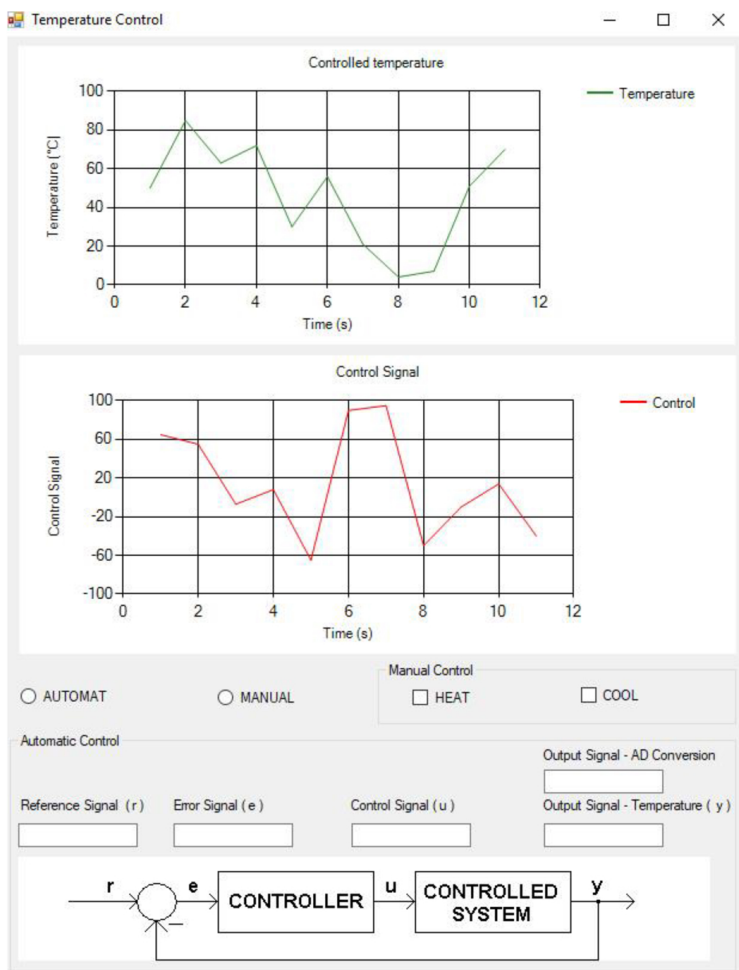 Temperature Control
Controlled temperature
Temperature
Temperature (°C|
100
80
60
40
20
0
0 2 4 6 8 10 12
Time (s)
Control Signal
Control
Control Signal
100
60
20
-20
-60
-100
0 2 4 6 8 10 12
Time (s)
AUTOMAT
MANUAL
Manual Control
HEAT
COOL
Automatic Control
Output Signal - AD Conversion
Reference Signal ( r )
Error Signal ( e )
Control Signal ( u )
Output Signal - Temperature ( y )
r
e
CONTROLLER
u
CONTROLLED
SYSTEM
y